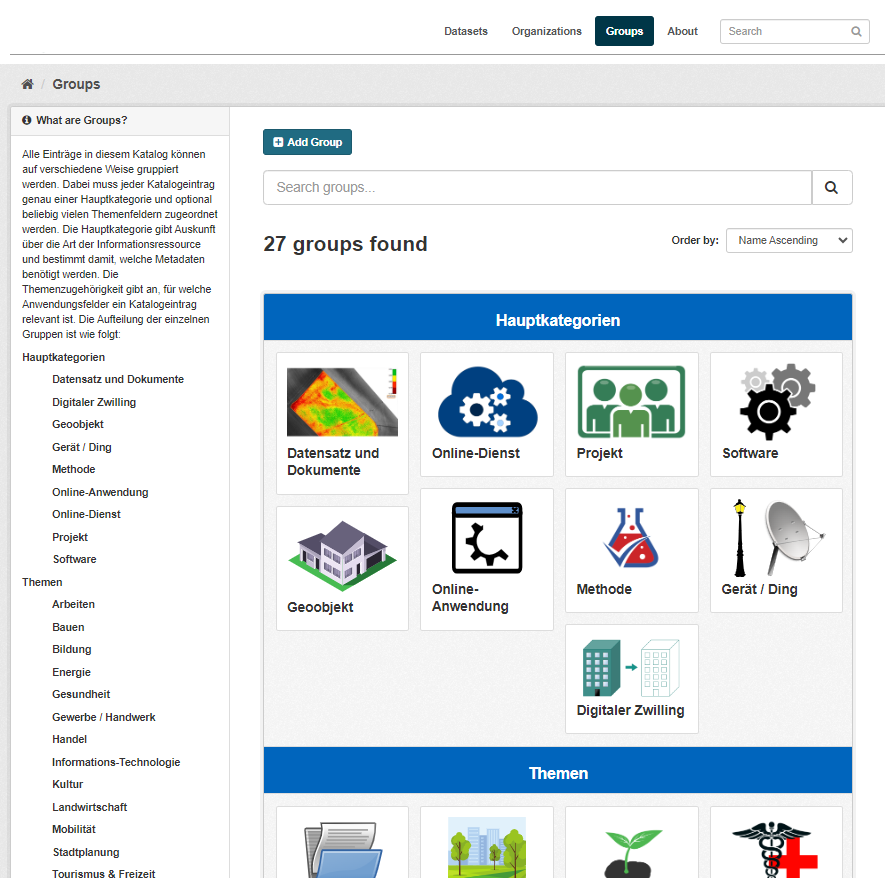 Datasets Organizations Groups About Search
/ Groups
What are Groups?
Alle Einträge in diesem Katalog können
auf verschiedene Weise gruppiert
werden. Dabei muss jeder Katalogeintrag
genau einer Hauptkategorie und optional
beliebig vielen Themenfeldern zugeordnet
werden. Die Hauptkategorie gibt Auskunft
über die Art der Informationsressource
und bestimmt damit, welche Metadaten
benötigt werden. Die
Themenzugehörigkeit gibt an, für welche
Anwendungsfelder ein Katalogeintrag
relevant ist. Die Aufteilung der einzelnen
Gruppen ist wie folgt:
Hauptkategorien
Datensatz und Dokumente
Digitaler Zwilling
Geoobjekt
Gerät / Ding
Methode
Online-Anwendung
Online-Dienst
Projekt
Software
Themen
Arbeiten
Bauen
Bildung
Energie
Gesundheit
Gewerbe / Handwerk
Handel
Informations-Technologie
Kultur
Landwirtschaft
Mobilität
Stadtplanung
Tourismus & Freizeit
Add Group
Search groups...
27 groups found
Order by: Name Ascending
Hauptkategorien
Datensatz und
Dokumente
Online-Dienst
Projekt
Software
Geoobjekt
Online-
Anwendung
Methode
Gerät / Ding
Digitaler Zwilling
Themen